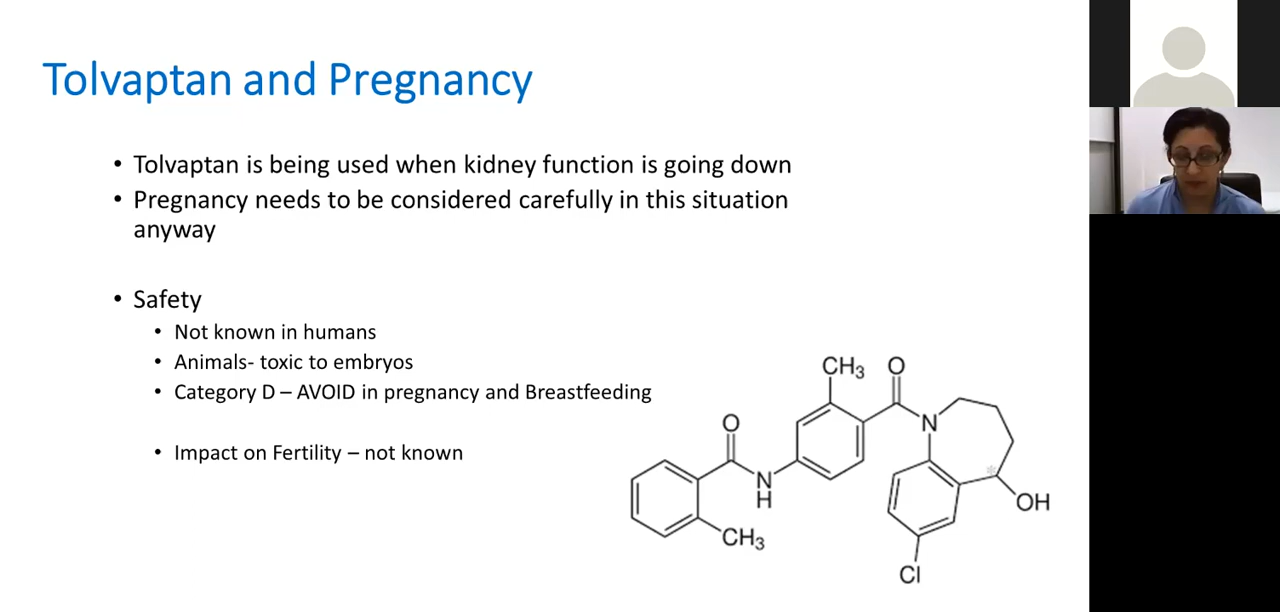 Tolvaptan and Pregnancy
• Tolvaptan is being used when kidney function is going down
• Pregnancy needs to be considered carefully in this situation
anyway
• Safety
• Not known in humans
• Animals- toxic to embryos
• Category D – AVOID in pregnancy and Breastfeeding
• Impact on Fertility – not known
CH3
O
O
N
N
H
*
OH
CH3
Cl